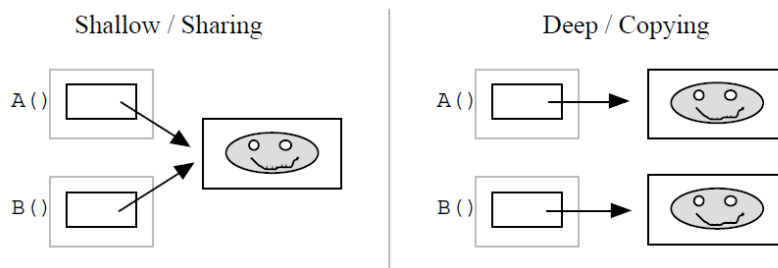 Shallow / Sharing
A()
B()
Deep / Copying
A()
B()